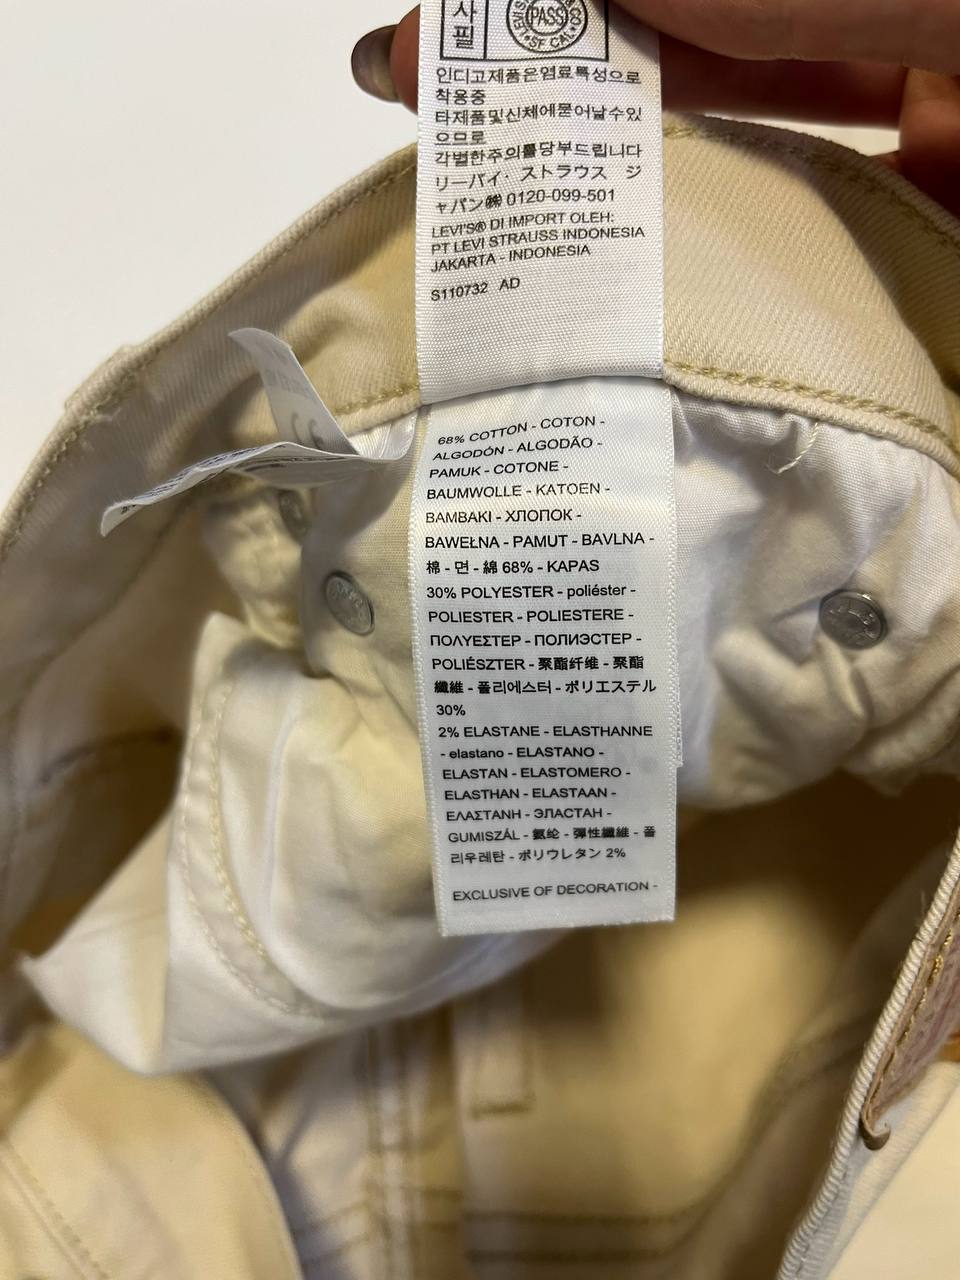 사
필
LEVI'S
PASS
SF CAL
인디고제품은염료특성으로
착용중
타제품및신체에묻어날수있
으므로
각별한주의를당부드립니다
リーバイ・ストラウス ジ
ャパン㈱ 0120-099-501
LEVI'S® DI IMPORT OLEH:
PT LEVI STRAUSS INDONESIA
JAKARTA - INDONESIA
S110732 AD
68% COTTON - COTON -
ALGODÓN - ALGODÃO -
PAMUK - COTONE -
BAUMWOLLE - KATOEN -
BAMBAKI - ХЛОПОК -
BAWEŁNA - PAMUT - BAVLNA -
棉 - 면 - 綿 68% - KAPAS
30% POLYESTER - poliéster -
POLIESTER - POLIESTERE -
ΠΟΛΥΕΣΤΕΡ - ПОЛИЭСТЕР -
POLIÉSZTER - 聚酯纤维 - 聚酯
纖維 - 폴리에스터 - ポリエステル
30%
2% ELASTANE - ELASTHANNE
- elastano - ELASTANO -
ELASTAN - ELASTOMERO -
ELASTHAN - ELASTAAN -
ΕΛΑΣΤΑΝΗ - ЭЛАСТАН -
GUMISZÁL - 氨纶 - 彈性纖維 - 폴
리우레탄 - ポリウレタン 2%
EXCLUSIVE OF DECORATION -